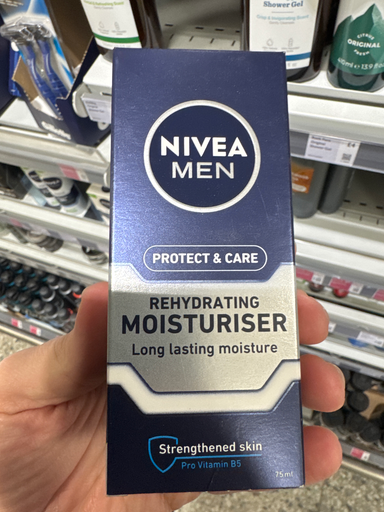 Shower Gel
ORIGINAL
NIVEA
MEN
PROTECT & CARE
REHYDRATING
MOISTURISER
Long lasting moisture
Strengthened skin
Pro Vitamin B5
75ml